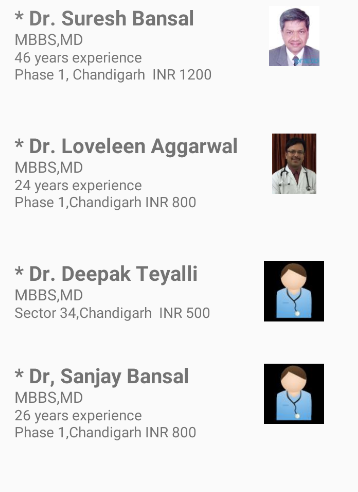 * Dr. Suresh Bansal
MBBS,MD
46 years experience
Phase 1, Chandigarh  INR 1200
* Dr. Loveleen Aggarwal
MBBS,MD
24 years experience
Phase 1,Chandigarh INR 800
* Dr. Deepak Teyalli
MBBS,MD
Sector 34,Chandigarh  INR 500
* Dr, Sanjay Bansal
MBBS,MD
26 years experience
Phase 1,Chandigarh INR 800